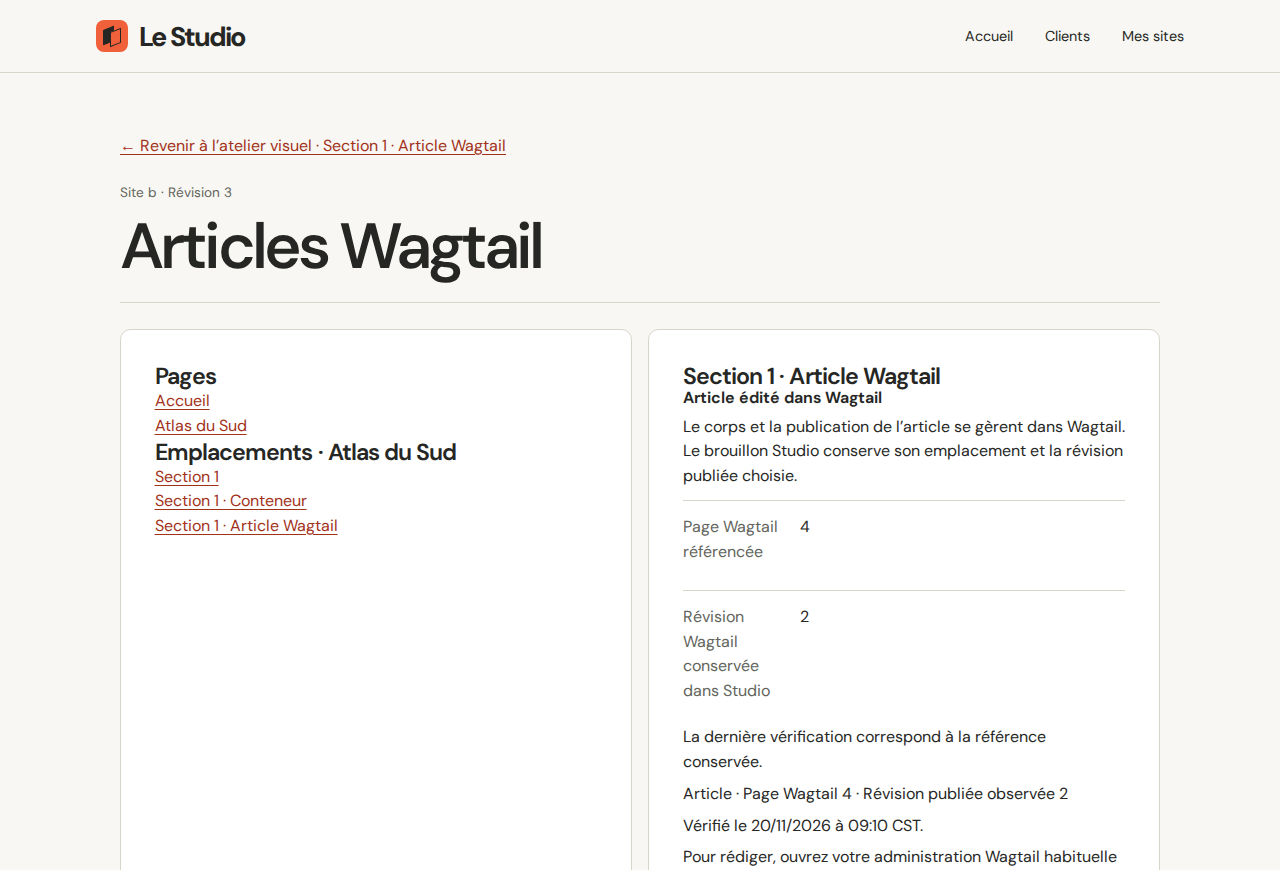 Le Studio
Accueil
Clients
Mes sites
← Revenir à l’atelier visuel · Section 1 · Article Wagtail
Site b · Révision 3
Articles Wagtail
Pages
Accueil
Atlas du Sud
Emplacements · Atlas du Sud
Section 1
Section 1 · Conteneur
Section 1 · Article Wagtail
Section 1 · Article Wagtail
Article édité dans Wagtail
Le corps et la publication de l’article se gèrent dans Wagtail.
Le brouillon Studio conserve son emplacement et la révision
publiée choisie.
Page Wagtail
référencée
4
Révision
Wagtail
conservée
dans Studio
2
La dernière vérification correspond à la référence
conservée.
Article · Page Wagtail 4 · Révision publiée observée 2
Vérifié le 20/11/2026 à 09:10 CST.
Pour rédiger, ouvrez votre administration Wagtail habituelle